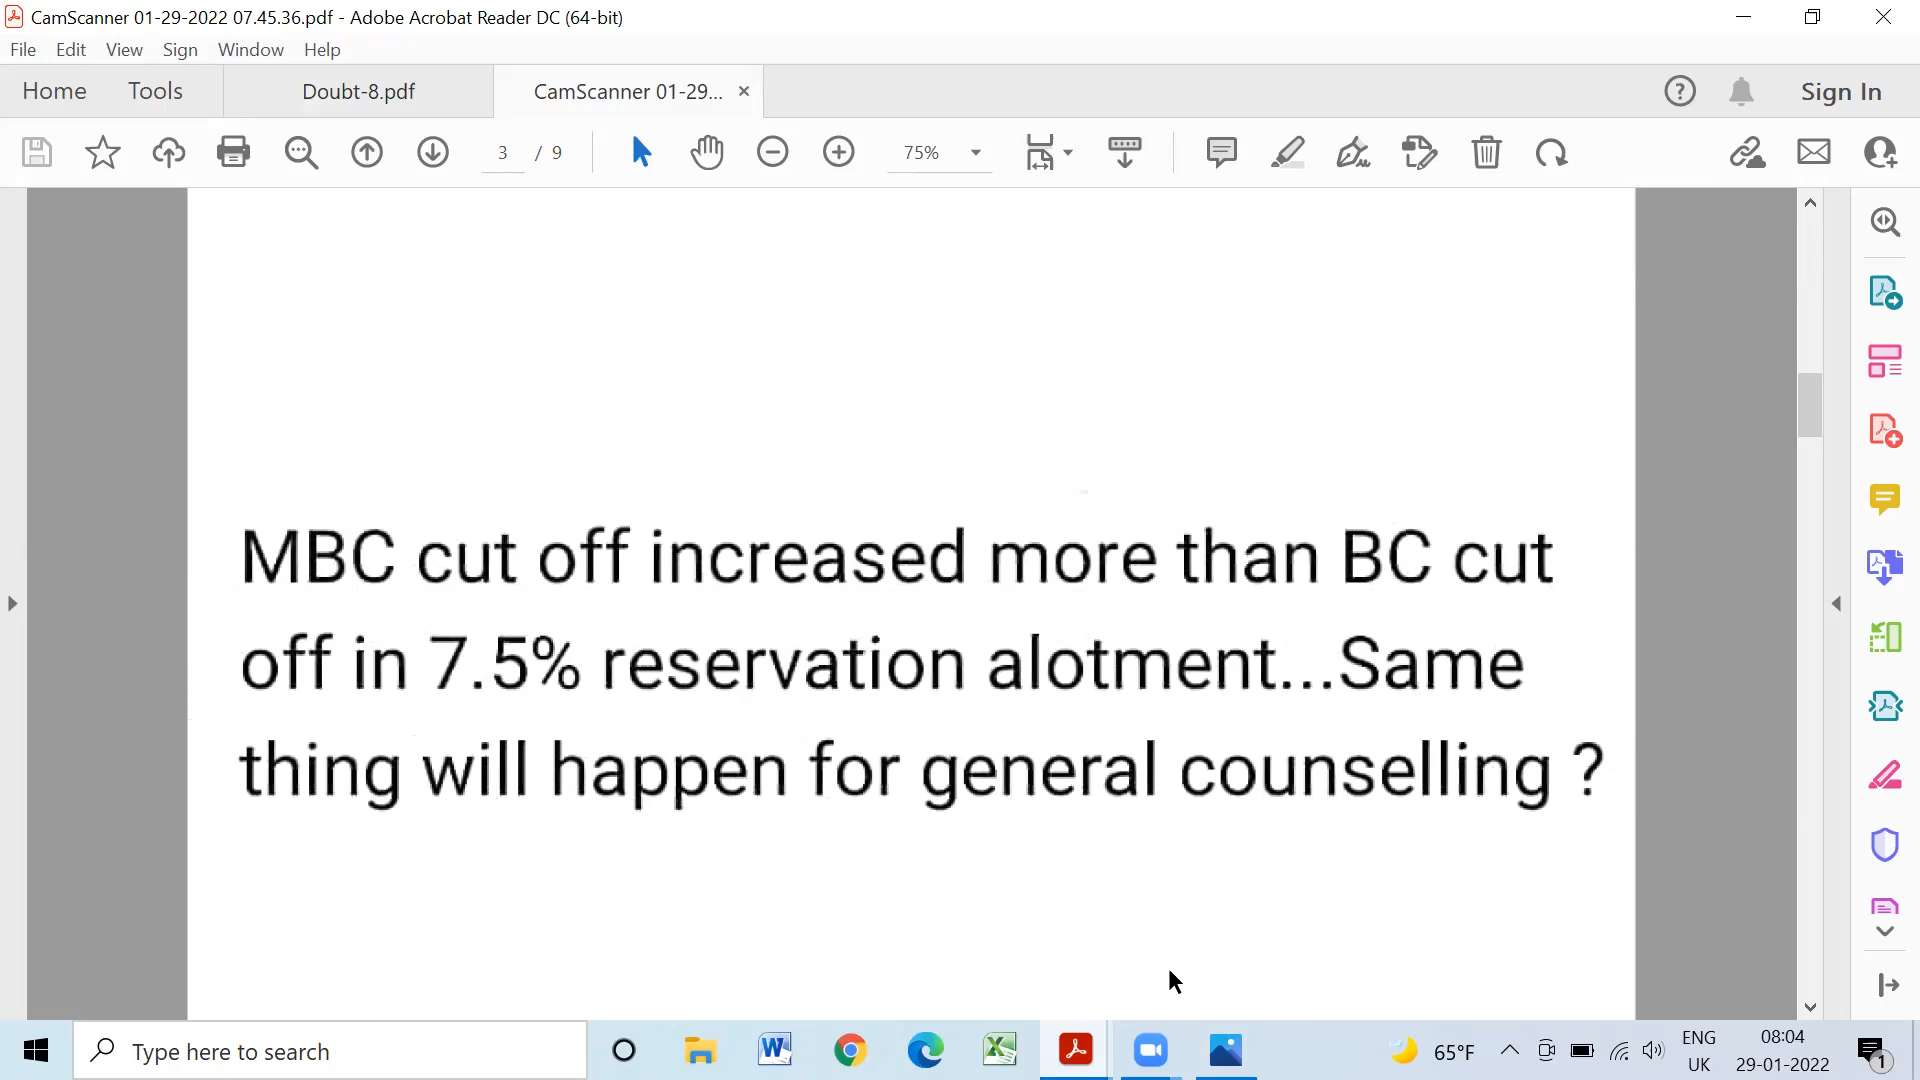 CamScanner 01-29-2022 07.45.36.pdf - Adobe Acrobat Reader DC (64-bit)
File Edit View Sign Window Help
Home Tools Doubt-8.pdf CamScanner 01-29... × ? Sign In
3 / 9 75%
MBC cut off increased more than BC cut
off in 7.5% reservation alotment...Same
thing will happen for general counselling ?
Type here to search 65°F ENG 08:04
UK 29-01-2022 1